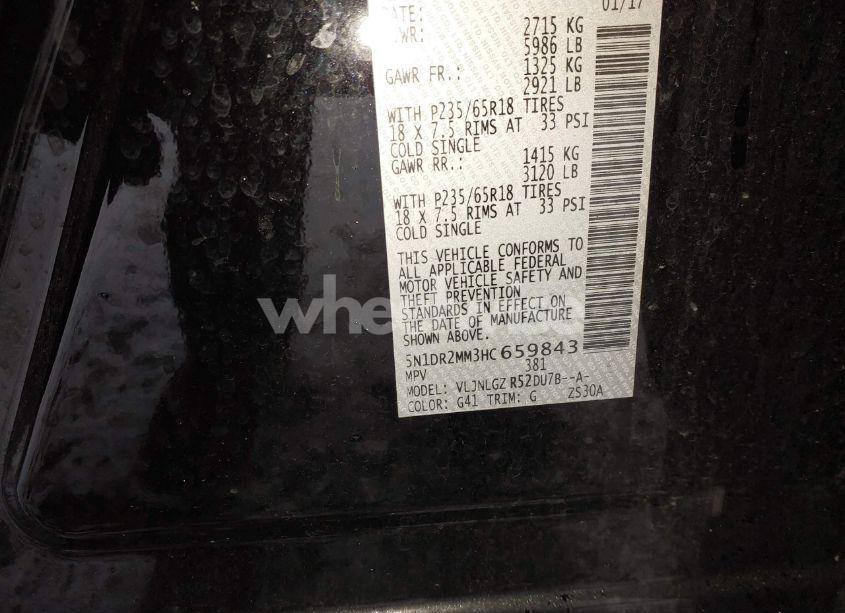 DATE: 01/17
GVWR: 2715 KG
5986 LB
GAWR FR.: 1325 KG
2921 LB
WITH P235/65R18 TIRES
18 X 7.5 RIMS AT 33 PSI
COLD SINGLE
GAWR RR.: 1415 KG
3120 LB
WITH P235/65R18 TIRES
18 X 7.5 RIMS AT 33 PSI
COLD SINGLE
THIS VEHICLE CONFORMS TO
ALL APPLICABLE FEDERAL
MOTOR VEHICLE SAFETY AND
THEFT PREVENTION
STANDARDS IN EFFECT ON
THE DATE OF MANUFACTURE
SHOWN ABOVE.
5N1DR2MM3HC659843
MPV 381
MODEL: VLJNLGZ R52DU7B--A-
COLOR: G41 TRIM: G ZS30A